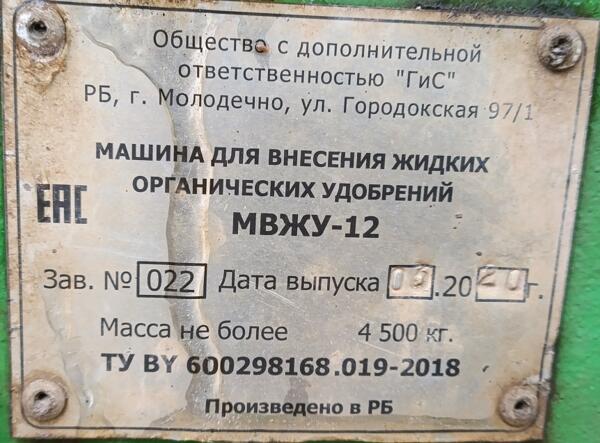 Общество с дополнительной
ответственностью "ГиС"
РБ, г. Молодечно, ул. Городокская 97/1
МАШИНА ДЛЯ ВНЕСЕНИЯ ЖИДКИХ
ОРГАНИЧЕСКИХ УДОБРЕНИЙ
EAC
МВЖУ-12
Зав. № 022 Дата выпуска .2020г.
Масса не более 4 500 кг.
ТУ BY 600298168.019-2018
Произведено в РБ